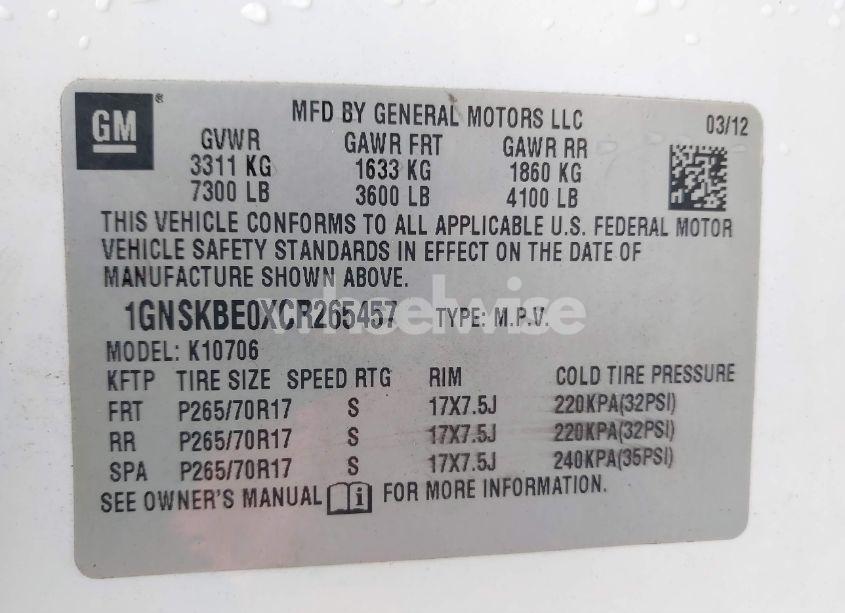 GM® MFD BY GENERAL MOTORS LLC 03/12
GVWR GAWR FRT GAWR RR
3311 KG 1633 KG 1860 KG
7300 LB 3600 LB 4100 LB
THIS VEHICLE CONFORMS TO ALL APPLICABLE U.S. FEDERAL MOTOR
VEHICLE SAFETY STANDARDS IN EFFECT ON THE DATE OF
MANUFACTURE SHOWN ABOVE.
1GNSKBE0XCR265457 TYPE: M.P.V.
wheelwise
MODEL: K10706
KFTP TIRE SIZE SPEED RTG RIM COLD TIRE PRESSURE
FRT P265/70R17 S 17X7.5J 220KPA(32PSI)
RR P265/70R17 S 17X7.5J 220KPA(32PSI)
SPA P265/70R17 S 17X7.5J 240KPA(35PSI)
SEE OWNER'S MANUAL i FOR MORE INFORMATION.